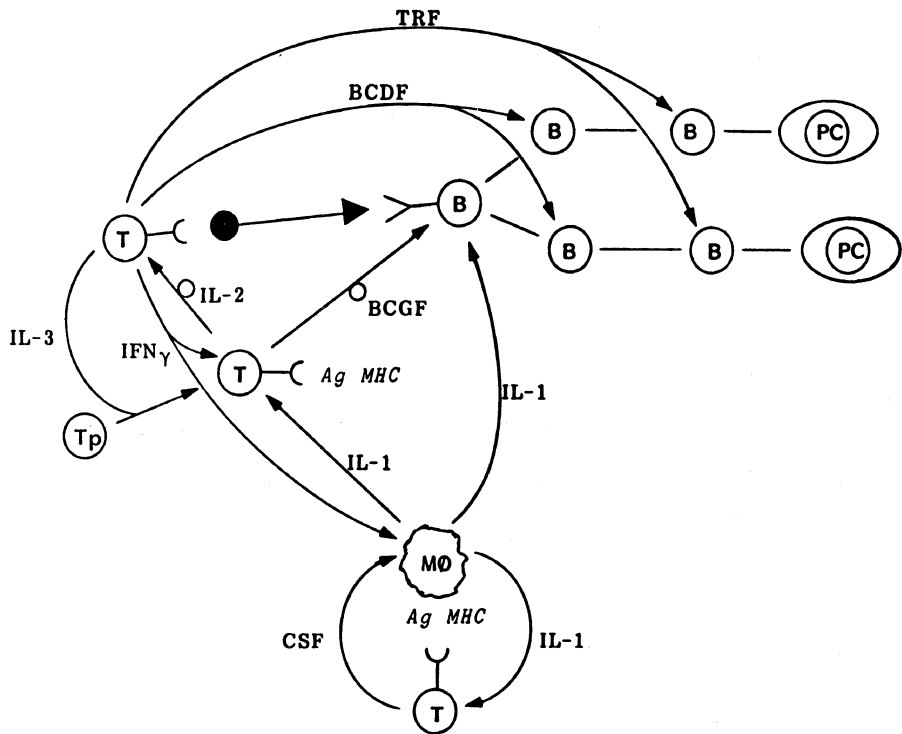 TRF
BCDF
B
B
PC
B
T
B
B
PC
IL-2
BCGF
IL-3
IFNγ
T
Ag MHC
IL-1
Tp
IL-1
MØ
Ag MHC
CSF
IL-1
T